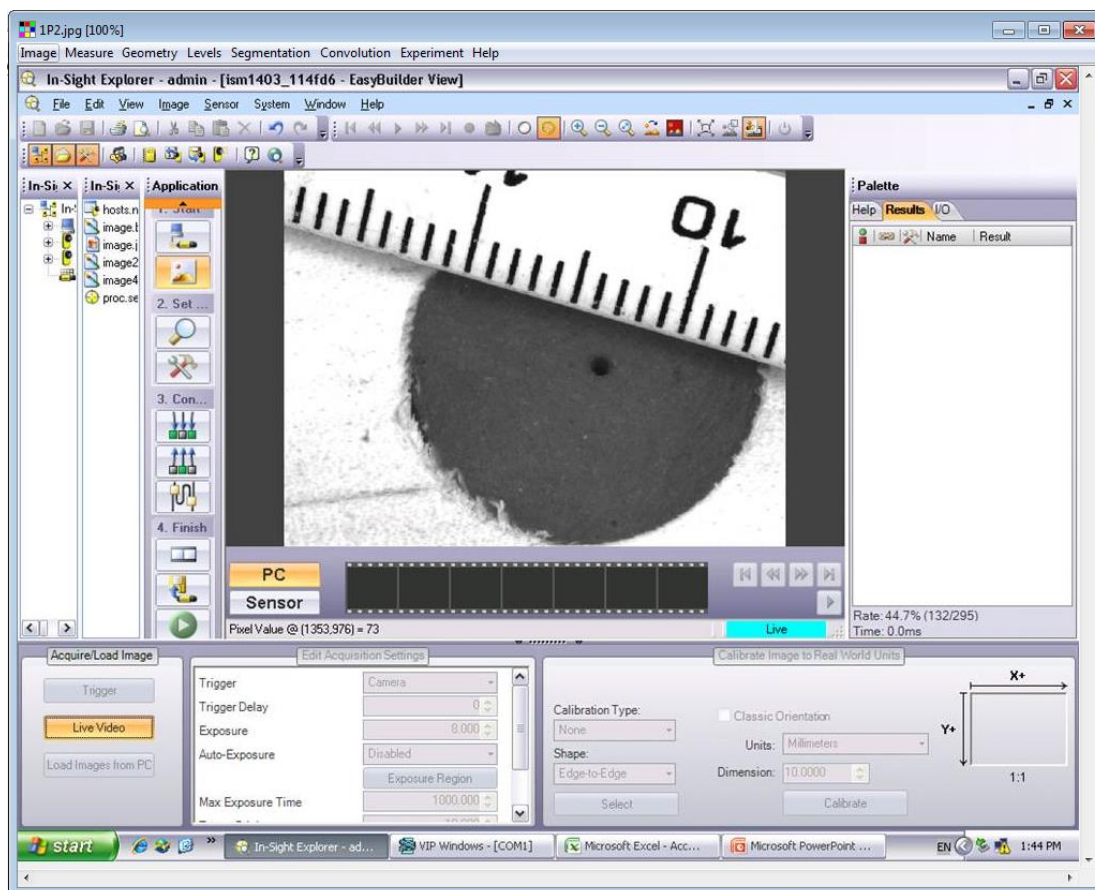 1P2.jpg [100%]
Image Measure Geometry Levels Segmentation Convolution Experiment Help
In-Sight Explorer - admin - [ism1403_114fd6 - EasyBuilder View]
File Edit View Image Sensor System Window Help
In-Si
In-Si
Application
Palette
Help Results I/O
Name Result
In-S
hosts.n
image.b
image.j
image2
image4
proc.se
1. Start
2. Set ...
3. Con...
4. Finish
10
PC
Sensor
Pixel Value @ (1353,976) = 73
Live
Rate: 44.7% (132/295)
Time: 0.0ms
Acquire/Load Image
Trigger
Live Video
Load Images from PC
Edit Acquisition Settings
Trigger Camera
Trigger Delay 0
Exposure 8.000
Auto-Exposure Disabled
Exposure Region
Max Exposure Time 1000.000
Calibrate Image to Real World Units
Calibration Type:
None
Shape:
Edge-to-Edge
Select
Classic Orientation
Units: Millimeters
Dimension: 10.0000
Calibrate
X+
Y+
1:1
start
In-Sight Explorer - ad...
VIP Windows - [COM1]
Microsoft Excel - Acc...
Microsoft PowerPoint ...
EN
1:44 PM